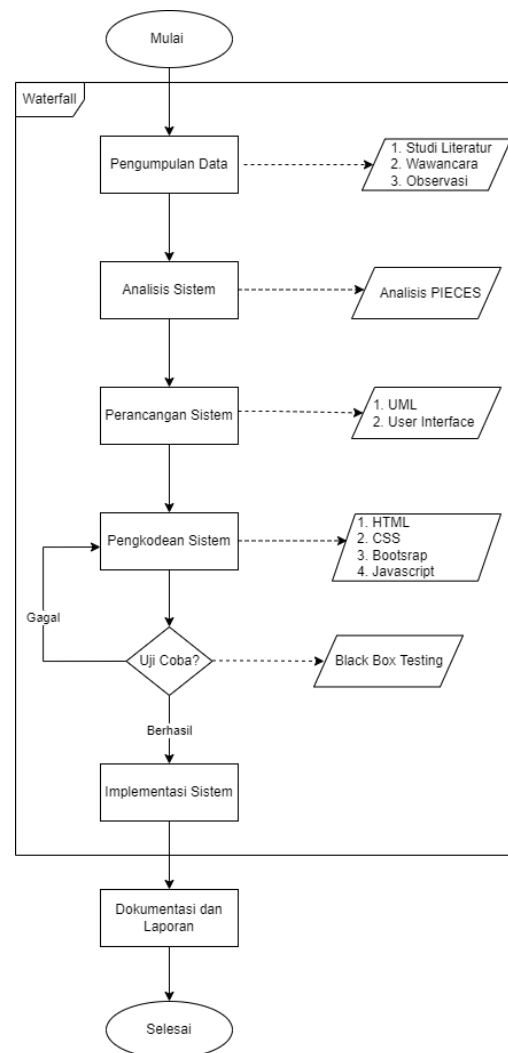 Mulai
Waterfall
Pengumpulan Data
1. Studi Literatur
2. Wawancara
3. Observasi
Analisis Sistem
Analisis PIECES
Perancangan Sistem
1. UML
2. User Interface
Pengkodean Sistem
1. HTML
2. CSS
3. Bootsrap
4. Javascript
Gagal
Uji Coba?
Black Box Testing
Berhasil
Implementasi Sistem
Dokumentasi dan
Laporan
Selesai